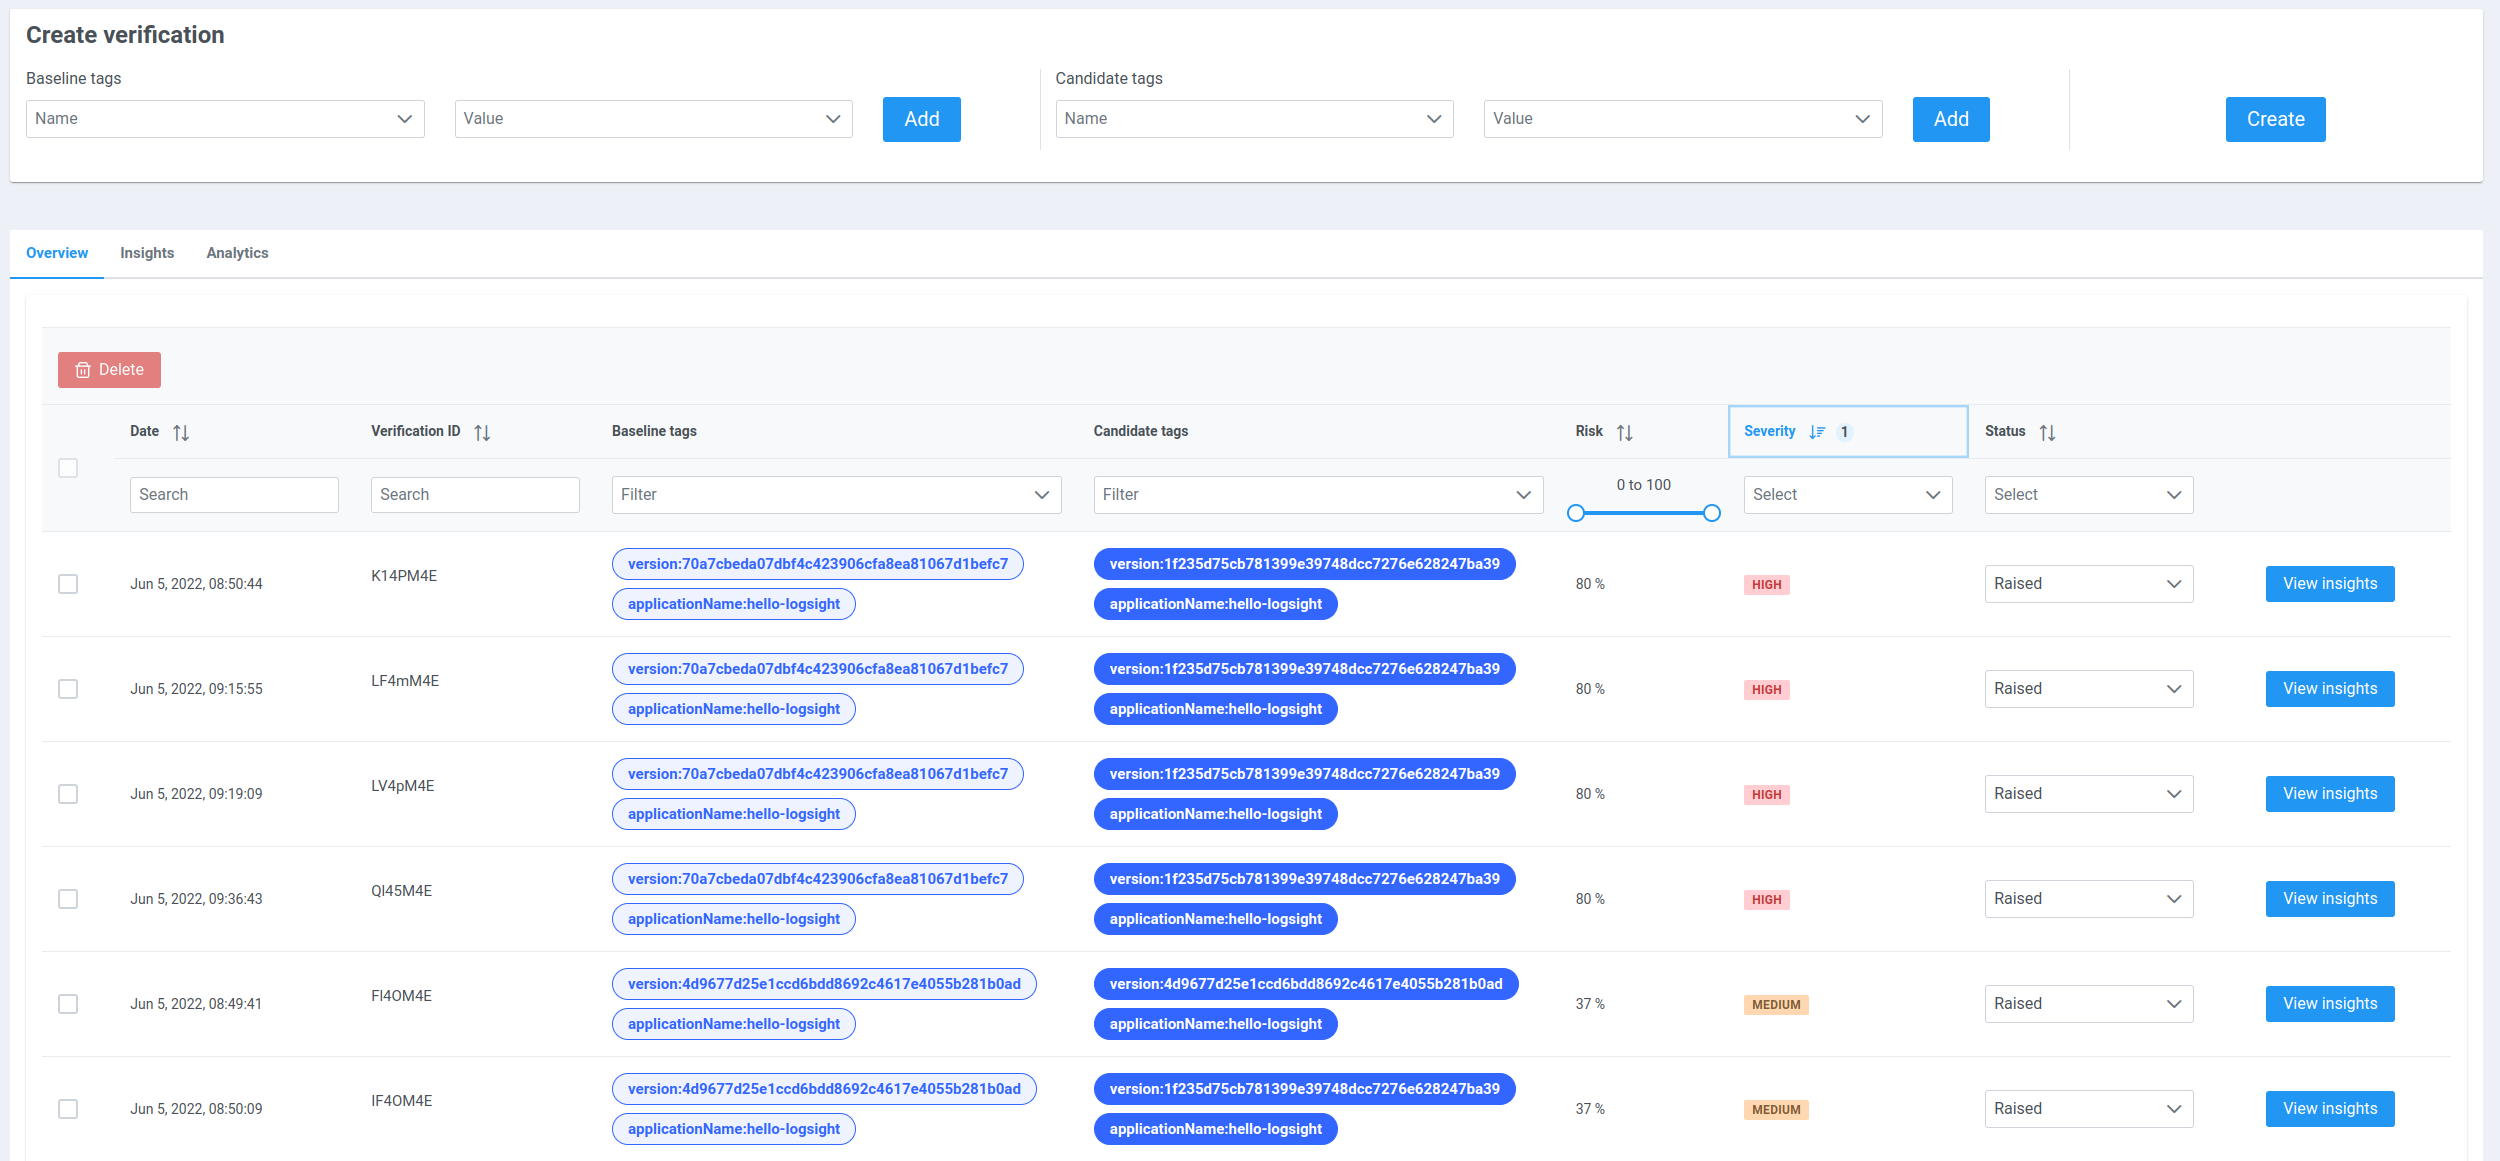 Create verification
Baseline tags
Candidate tags
Name
Value
Add
Name
Value
Add
Create
Overview
Insights
Analytics
Delete
Date
Verification ID
Baseline tags
Candidate tags
Risk
Severity 1
Status
Search
Search
Filter
Filter
0 to 100
Select
Select
Jun 5, 2022, 08:50:44
K14PM4E
version:70a7cbeda07dbf4c423906cfa8ea81067d1befc7
applicationName:hello-logsight
version:1f235d75cb781399e39748dcc7276e628247ba39
applicationName:hello-logsight
80 %
HIGH
Raised
View insights
Jun 5, 2022, 09:15:55
LF4mM4E
version:70a7cbeda07dbf4c423906cfa8ea81067d1befc7
applicationName:hello-logsight
version:1f235d75cb781399e39748dcc7276e628247ba39
applicationName:hello-logsight
80 %
HIGH
Raised
View insights
Jun 5, 2022, 09:19:09
LV4pM4E
version:70a7cbeda07dbf4c423906cfa8ea81067d1befc7
applicationName:hello-logsight
version:1f235d75cb781399e39748dcc7276e628247ba39
applicationName:hello-logsight
80 %
HIGH
Raised
View insights
Jun 5, 2022, 09:36:43
Ql45M4E
version:70a7cbeda07dbf4c423906cfa8ea81067d1befc7
applicationName:hello-logsight
version:1f235d75cb781399e39748dcc7276e628247ba39
applicationName:hello-logsight
80 %
HIGH
Raised
View insights
Jun 5, 2022, 08:49:41
Fl4OM4E
version:4d9677d25e1ccd6bdd8692c4617e4055b281b0ad
applicationName:hello-logsight
version:4d9677d25e1ccd6bdd8692c4617e4055b281b0ad
applicationName:hello-logsight
37 %
MEDIUM
Raised
View insights
Jun 5, 2022, 08:50:09
IF4OM4E
version:4d9677d25e1ccd6bdd8692c4617e4055b281b0ad
applicationName:hello-logsight
version:1f235d75cb781399e39748dcc7276e628247ba39
applicationName:hello-logsight
37 %
MEDIUM
Raised
View insights